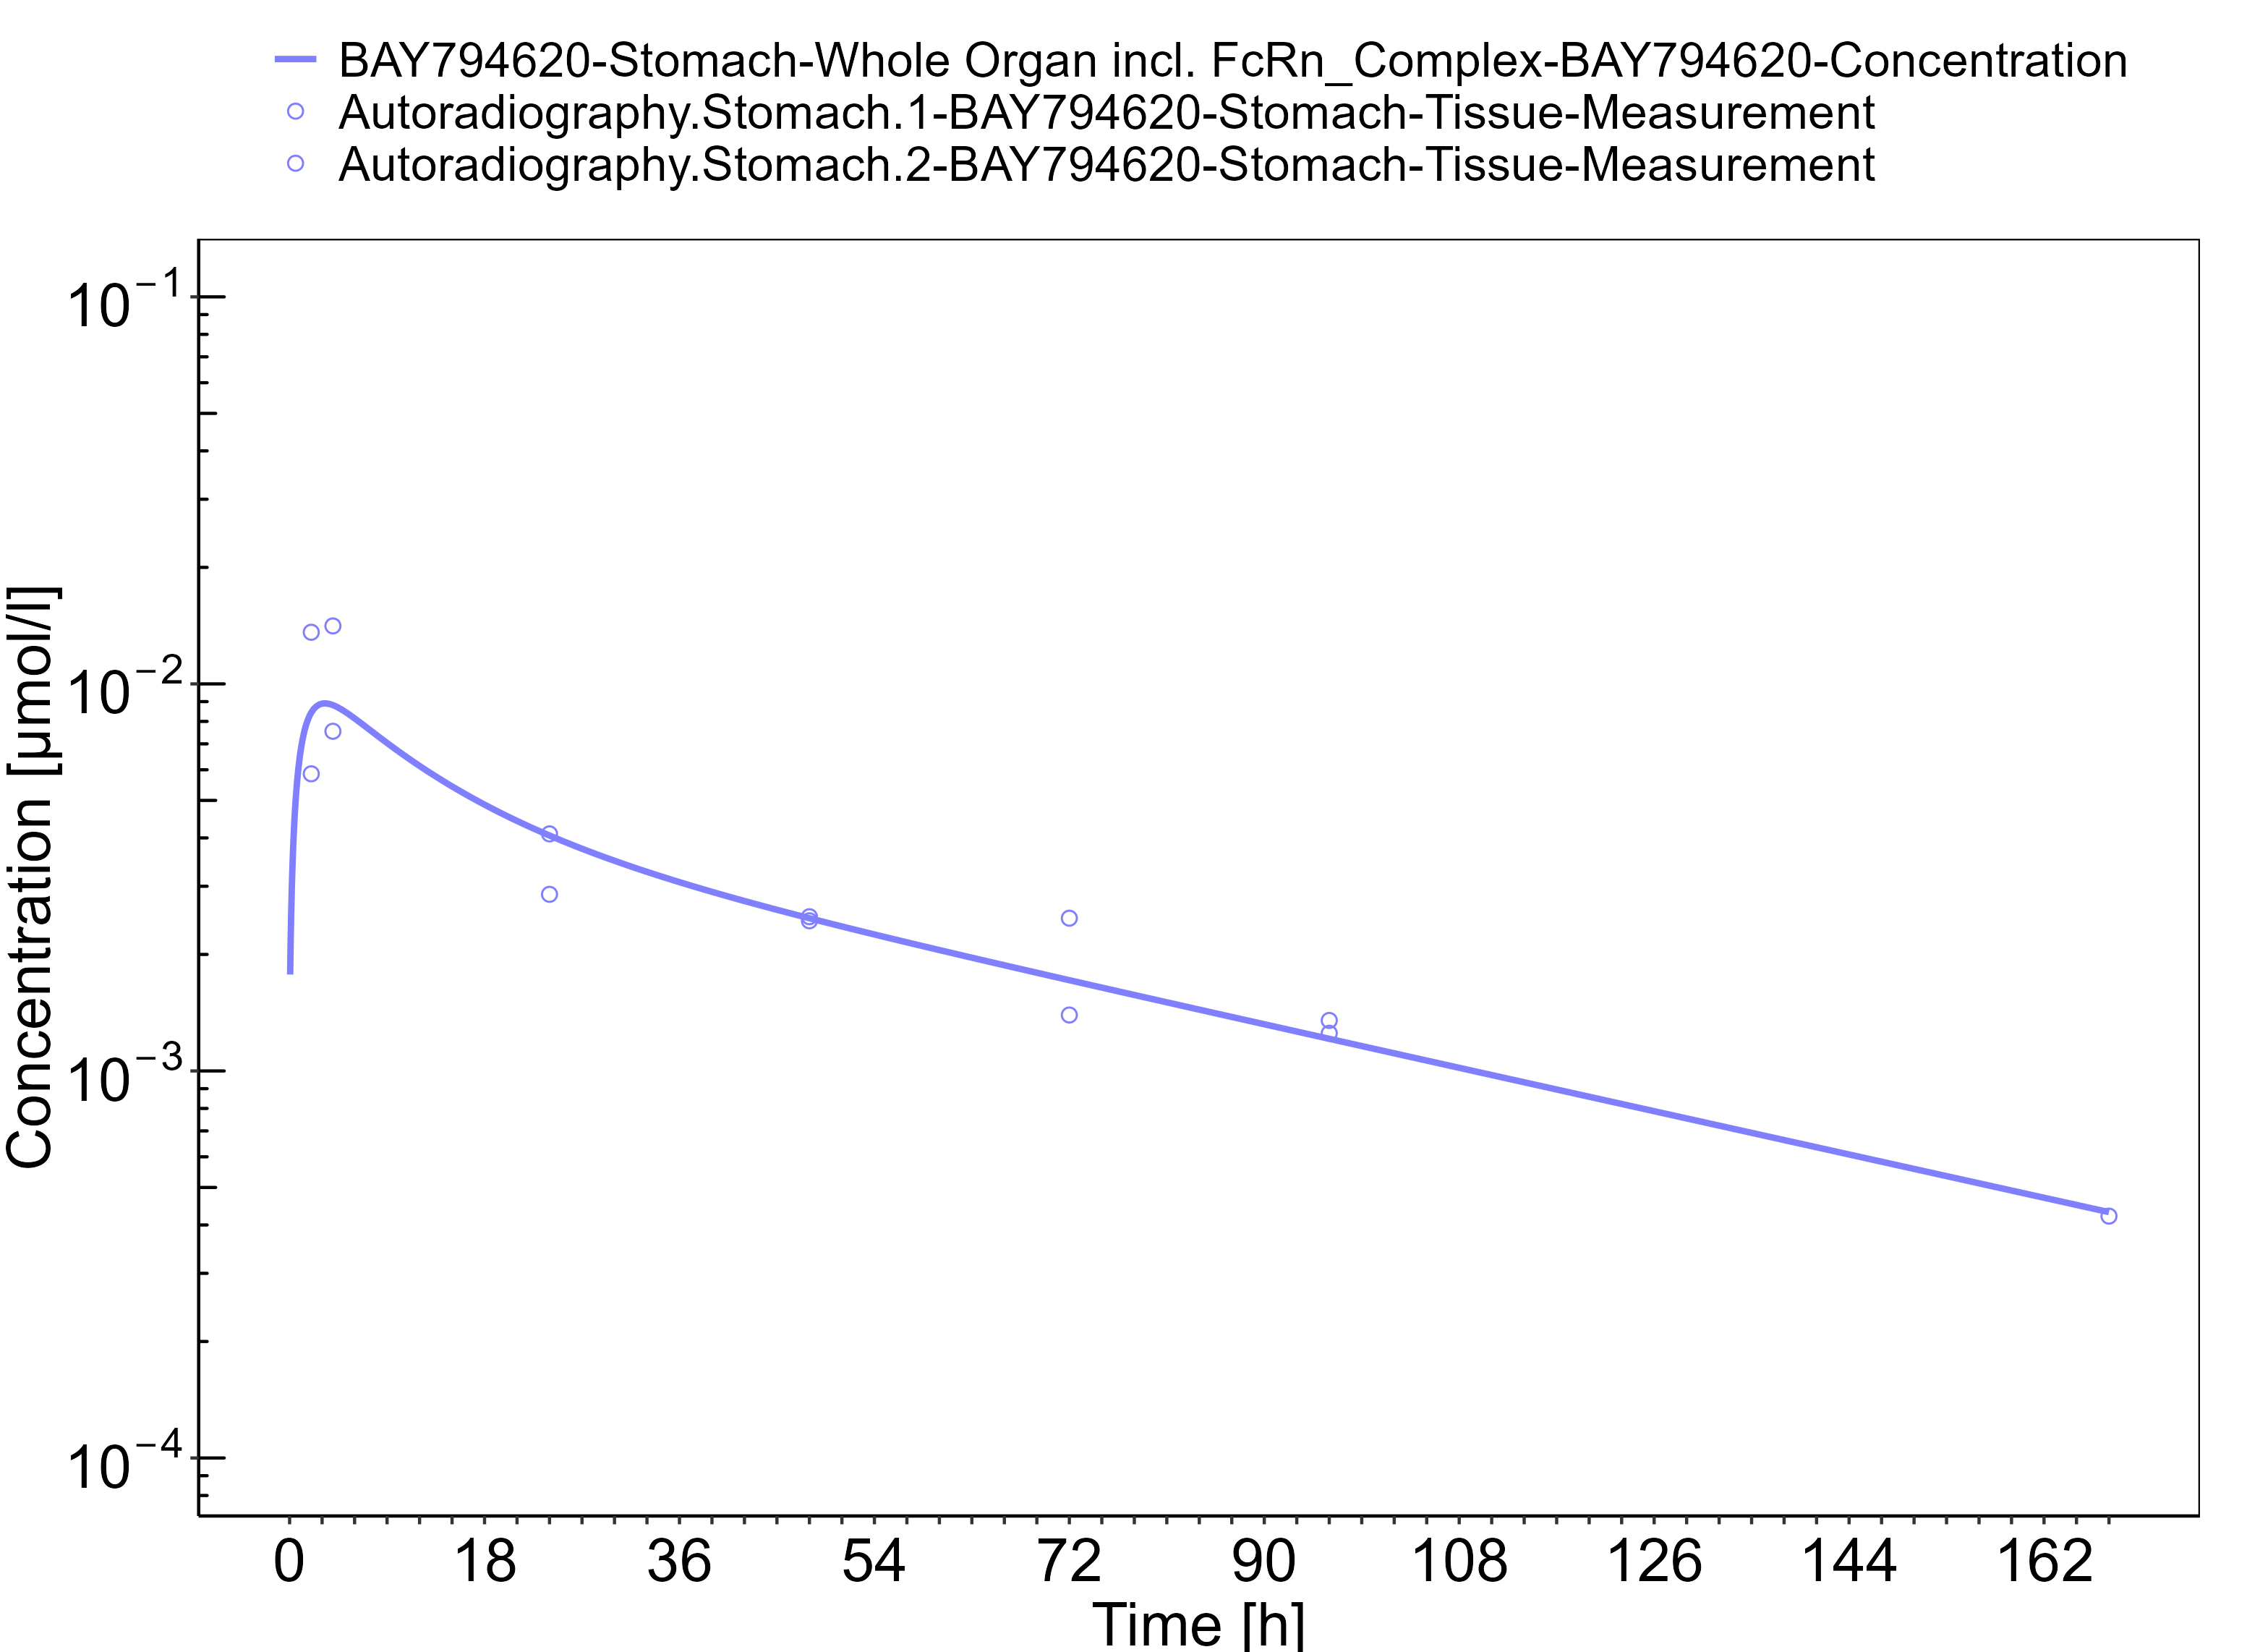 BAY794620-Stomach-Whole Organ incl. FcRn_Complex-BAY794620-Concentration
Autoradiography.Stomach.1-BAY794620-Stomach-Tissue-Measurement
Autoradiography.Stomach.2-BAY794620-Stomach-Tissue-Measurement
Concentration [µmol/l]
10⁻¹
10⁻²
10⁻³
10⁻⁴
0 18 36 54 72 90 108 126 144 162
Time [h]